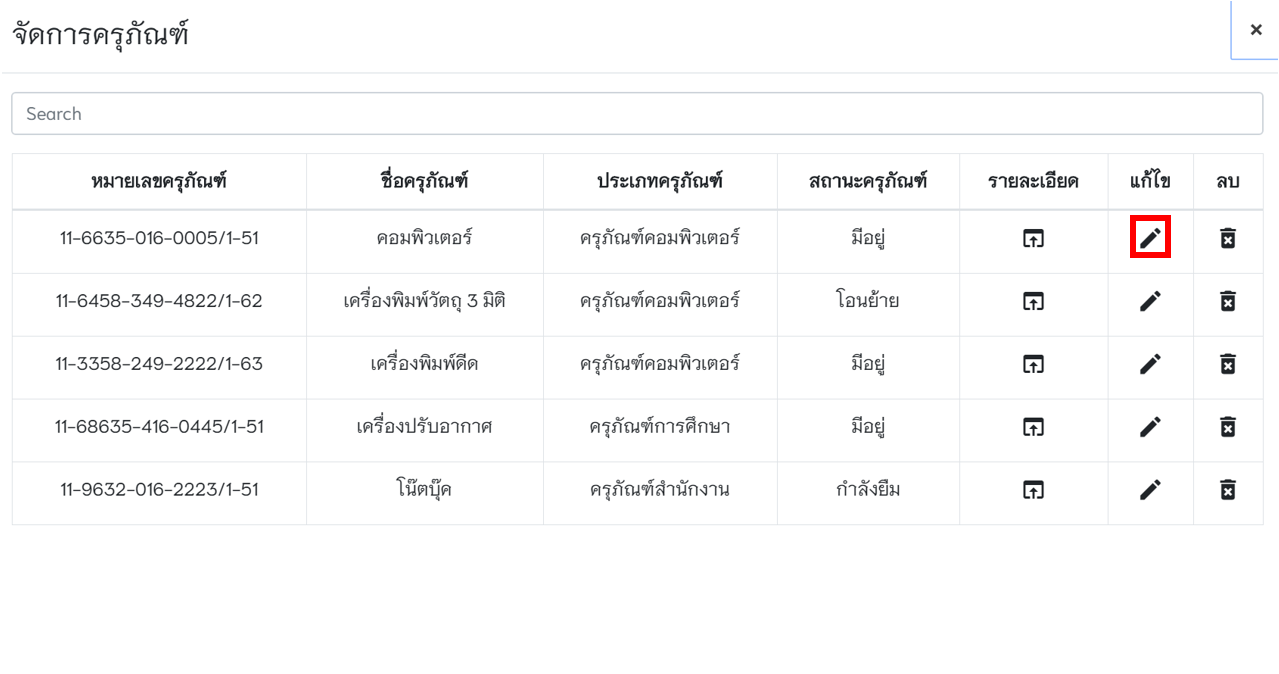 จัดการครุภัณฑ์
×
Search
หมายเลขครุภัณฑ์ ชื่อครุภัณฑ์ ประเภทครุภัณฑ์ สถานะครุภัณฑ์ รายละเอียด แก้ไข ลบ
11-6635-016-0005/1-51 คอมพิวเตอร์ ครุภัณฑ์คอมพิวเตอร์ มีอยู่
11-6458-349-4822/1-62 เครื่องพิมพ์วัตถุ 3 มิติ ครุภัณฑ์คอมพิวเตอร์ โอนย้าย
11-3358-249-2222/1-63 เครื่องพิมพ์ดีด ครุภัณฑ์คอมพิวเตอร์ มีอยู่
11-68635-416-0445/1-51 เครื่องปรับอากาศ ครุภัณฑ์การศึกษา มีอยู่
11-9632-016-2223/1-51 โน๊ตบุ๊ค ครุภัณฑ์สำนักงาน กำลังยืม